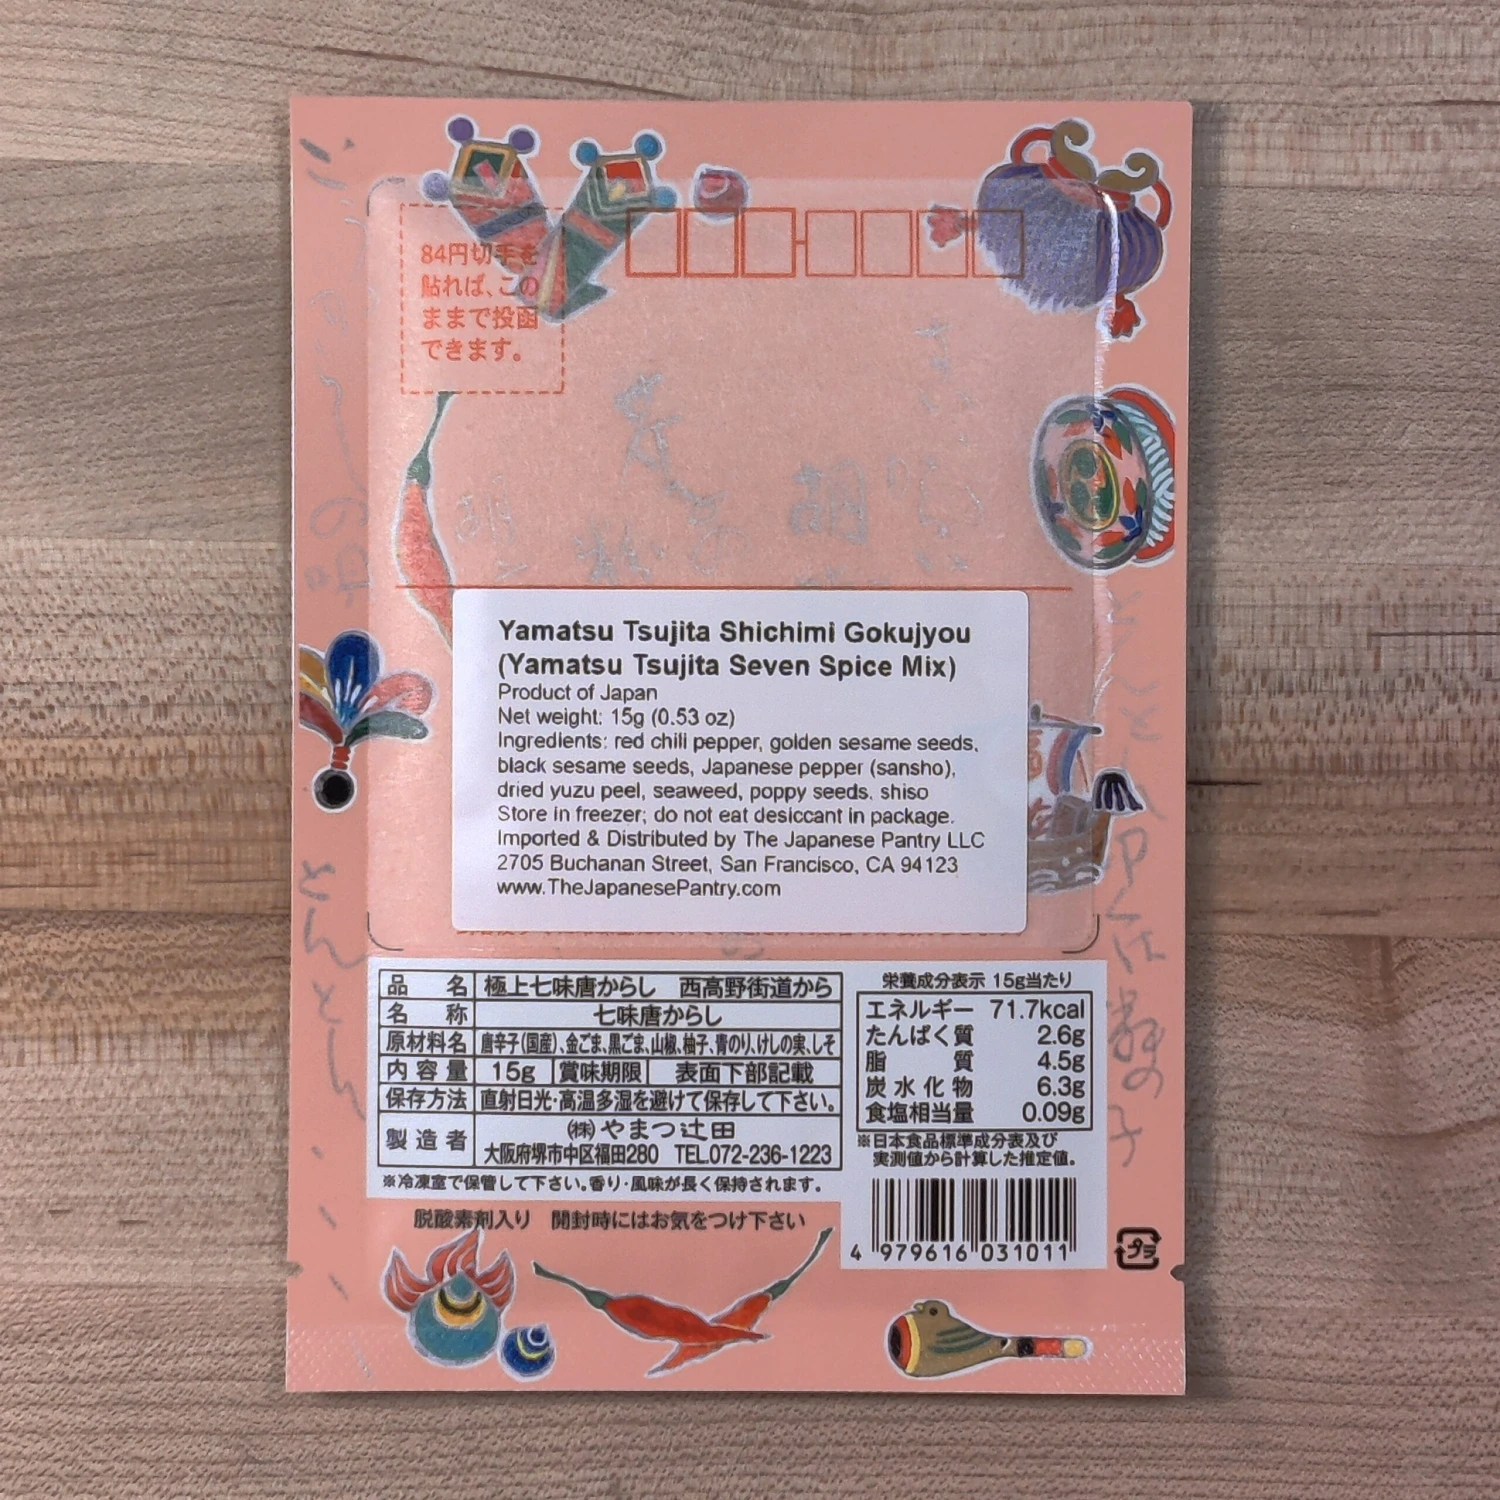 84円切手を
貼れば、この
ままで投函
できます。
Yamatsu Tsujita Shichimi Gokujyou
(Yamatsu Tsujita Seven Spice Mix)
Product of Japan
Net weight: 15g (0.53 oz)
Ingredients: red chili pepper, golden sesame seeds,
black sesame seeds, Japanese pepper (sansho),
dried yuzu peel, seaweed, poppy seeds, shiso
Store in freezer; do not eat desiccant in package.
Imported & Distributed by The Japanese Pantry LLC
2705 Buchanan Street, San Francisco, CA 94123
www.TheJapanesePantry.com
品名 極上七味唐からし 西高野街道から
名称 七味唐からし
原材料名 唐辛子(国産)、金ごま、黒ごま、山椒、柚子、青のり、けしの実、しそ
内容量 15g 賞味期限 表面下部記載
保存方法 直射日光・高温多湿を避けて保存して下さい。
製造者 (株)やまつ辻田
大阪府堺市中区福田280 TEL.072-236-1223
※冷凍室で保管して下さい。香り・風味が長く保持されます。
脱酸素剤入り 開封時にはお気をつけ下さい
栄養成分表示 15g当たり
エネルギー 71.7kcal
たんぱく質 2.6g
脂質 4.5g
炭水化物 6.3g
食塩相当量 0.09g
※日本食品標準成分表及び
実測値から計算した推定値。
4 979616 031011
プラ